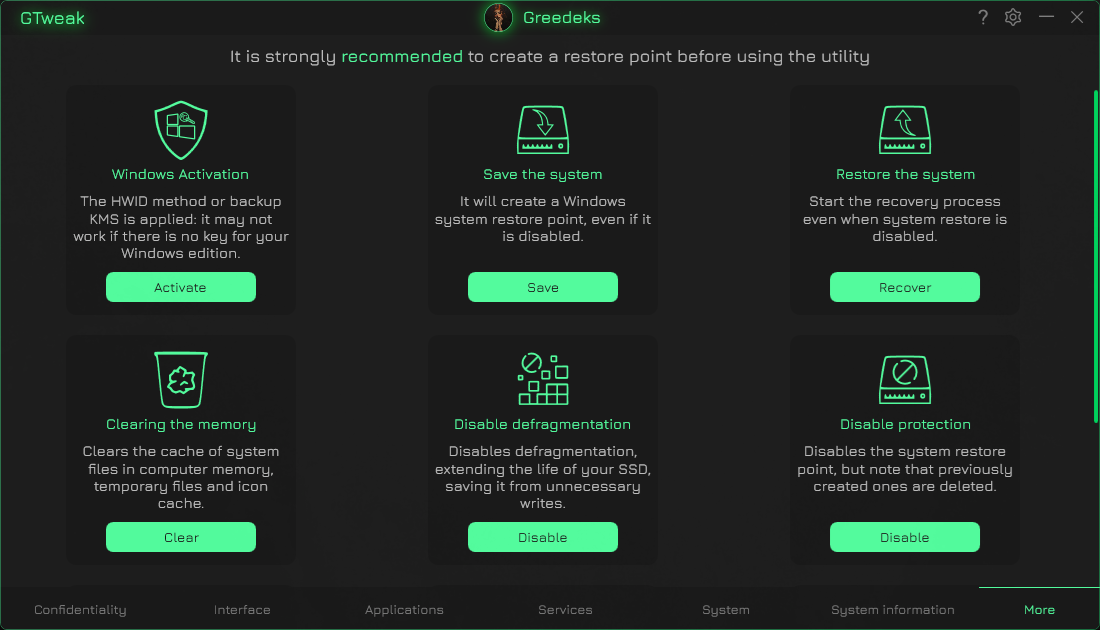 GTweak
Greedeks
?
It is strongly recommended to create a restore point before using the utility
Windows Activation
The HWID method or backup
KMS is applied: it may not
work if there is no key for your
Windows edition.
Activate
Save the system
It will create a Windows
system restore point, even if it
is disabled.
Save
Restore the system
Start the recovery process
even when system restore is
disabled.
Recover
Clearing the memory
Clears the cache of system
files in computer memory,
temporary files and icon
cache.
Clear
Disable defragmentation
Disables defragmentation,
extending the life of your SSD,
saving it from unnecessary
writes.
Disable
Disable protection
Disables the system restore
point, but note that previously
created ones are deleted.
Disable
Confidentiality
Interface
Applications
Services
System
System information
More